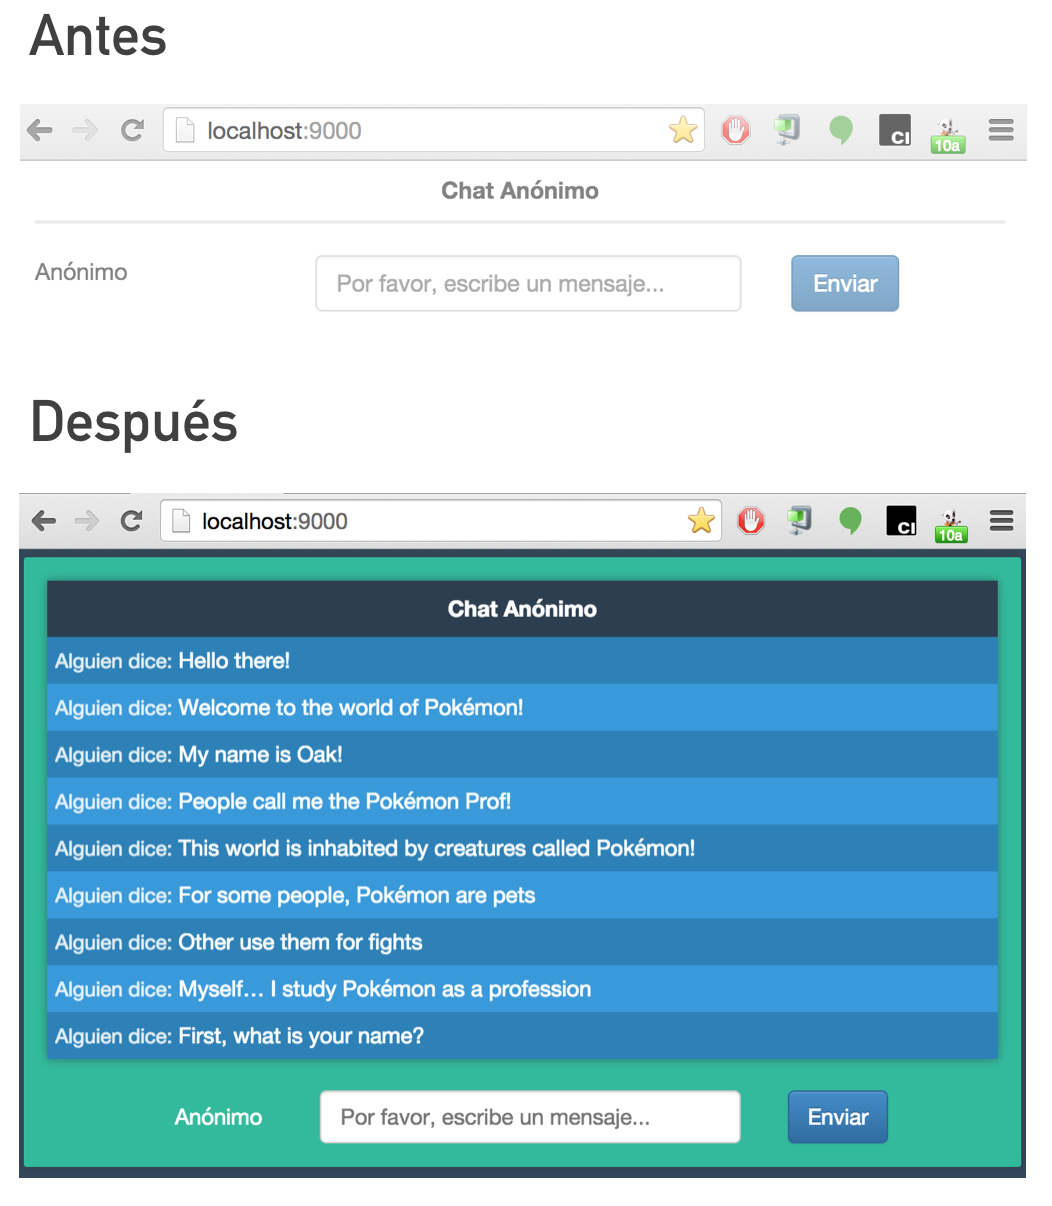 Antes
localhost:9000
CI
10a
Chat Anónimo
Anónimo
Por favor, escribe un mensaje...
Enviar
Después
localhost:9000
CI
10a
Chat Anónimo
Alguien dice: Hello there!
Alguien dice: Welcome to the world of Pokémon!
Alguien dice: My name is Oak!
Alguien dice: People call me the Pokémon Prof!
Alguien dice: This world is inhabited by creatures called Pokémon!
Alguien dice: For some people, Pokémon are pets
Alguien dice: Other use them for fights
Alguien dice: Myself... I study Pokémon as a profession
Alguien dice: First, what is your name?
Anónimo
Por favor, escribe un mensaje...
Enviar